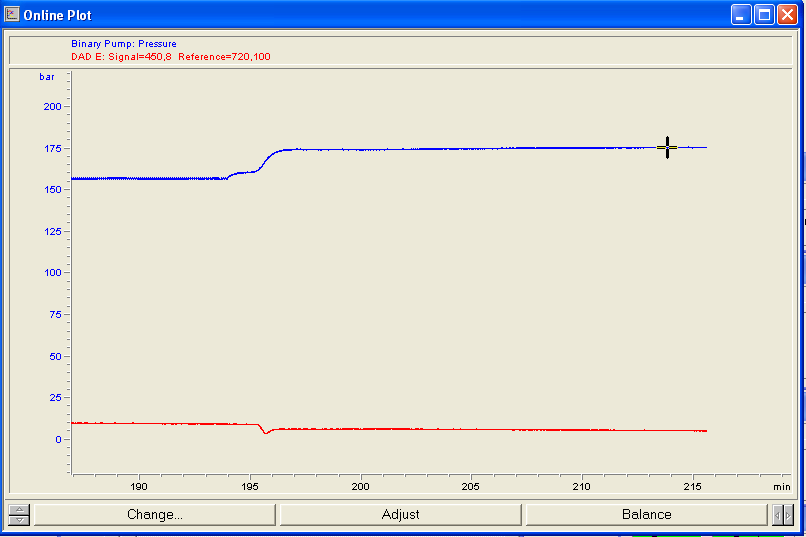 Online Plot
Binary Pump: Pressure
DAD E: Signal=450,8 Reference=720,100
bar
200
175
150
125
100
75
50
25
0
190 195 200 205 210 215 min
Change... Adjust Balance